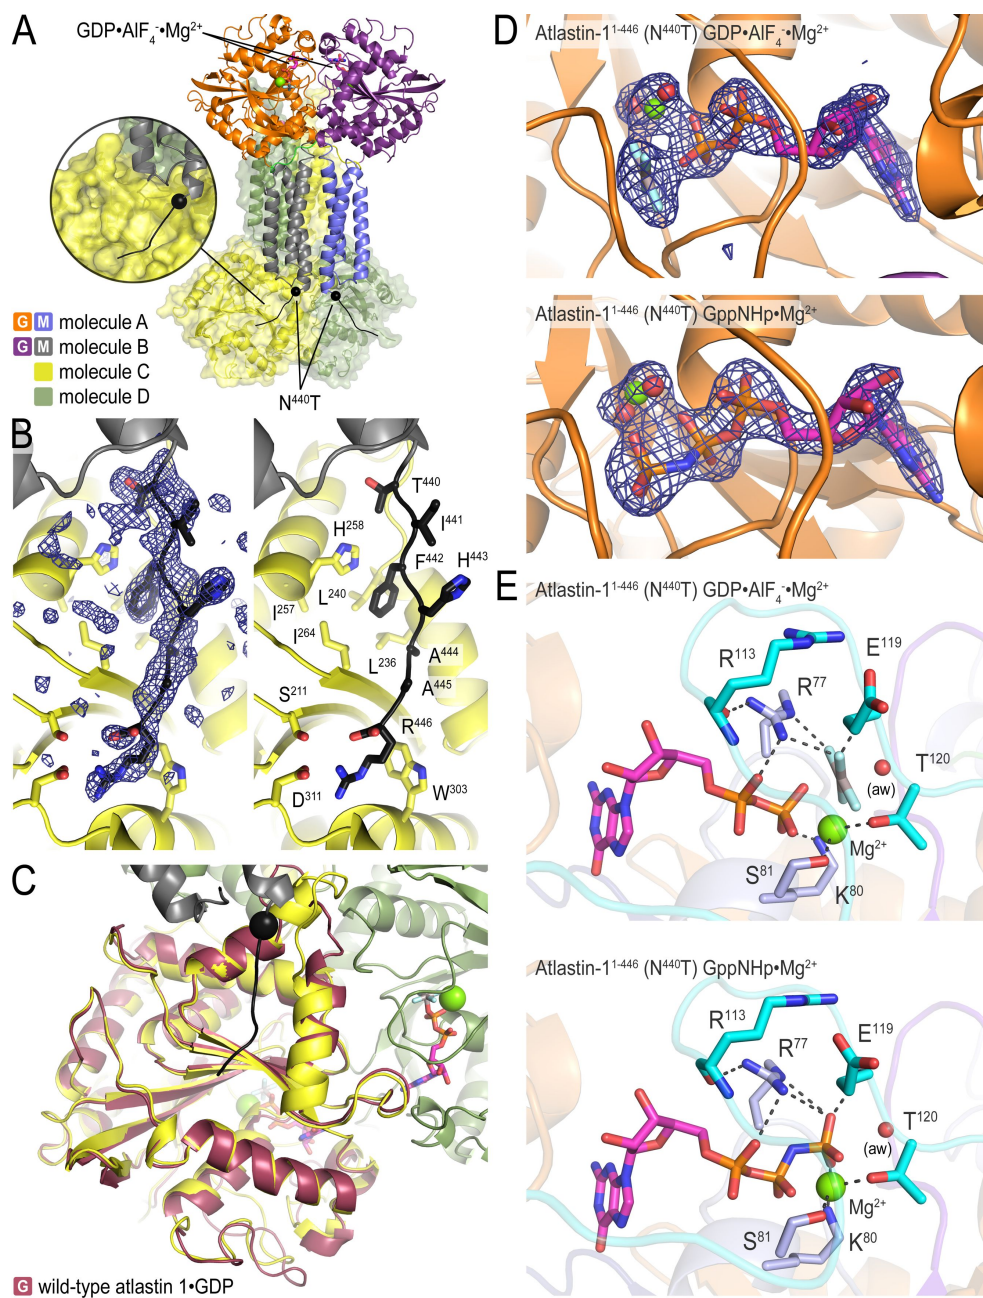 A
GDP•AlF₄⁻•Mg²⁺
G M molecule A
G M molecule B
molecule C
molecule D
N⁴⁴⁰T
B
T⁴⁴⁰
I⁴⁴¹
H²⁵⁸
F⁴⁴²
H⁴⁴³
L²⁴⁰
I²⁵⁷
I²⁶⁴
L²³⁶
A⁴⁴⁴
A⁴⁴⁵
S²¹¹
R⁴⁴⁶
D³¹¹
W³⁰³
C
G wild-type atlastin 1•GDP
D
Atlastin-1¹⁻⁴⁴⁶ (N⁴⁴⁰T) GDP•AlF₄⁻•Mg²⁺
Atlastin-1¹⁻⁴⁴⁶ (N⁴⁴⁰T) GppNHp•Mg²⁺
E
Atlastin-1¹⁻⁴⁴⁶ (N⁴⁴⁰T) GDP•AlF₄⁻•Mg²⁺
R¹¹³
E¹¹⁹
R⁷⁷
T¹²⁰
(aw)
Mg²⁺
S⁸¹
K⁸⁰
Atlastin-1¹⁻⁴⁴⁶ (N⁴⁴⁰T) GppNHp•Mg²⁺
R¹¹³
E¹¹⁹
R⁷⁷
T¹²⁰
(aw)
Mg²⁺
S⁸¹
K⁸⁰